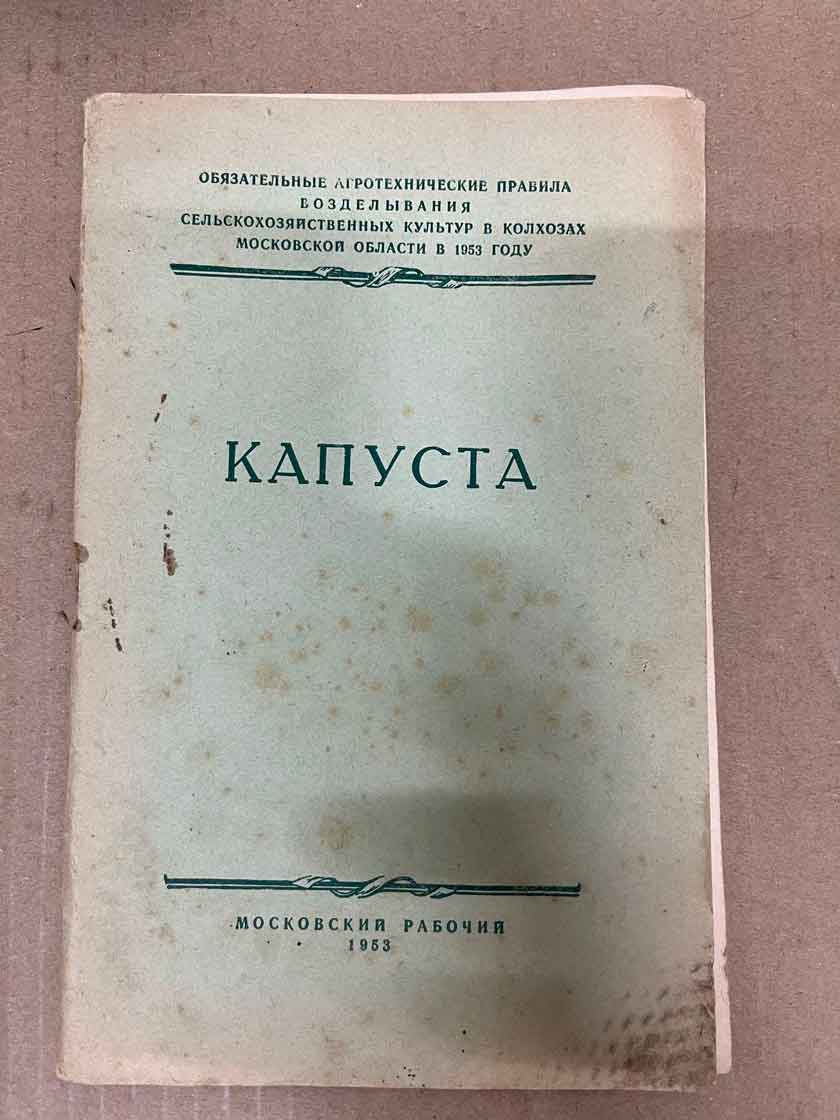 ОБЯЗАТЕЛЬНЫЕ АГРОТЕХНИЧЕСКИЕ ПРАВИЛА
ВОЗДЕЛЫВАНИЯ
СЕЛЬСКОХОЗЯЙСТВЕННЫХ КУЛЬТУР В КОЛХОЗАХ
МОСКОВСКОЙ ОБЛАСТИ В 1953 ГОДУ
КАПУСТА
МОСКОВСКИЙ РАБОЧИЙ
1953